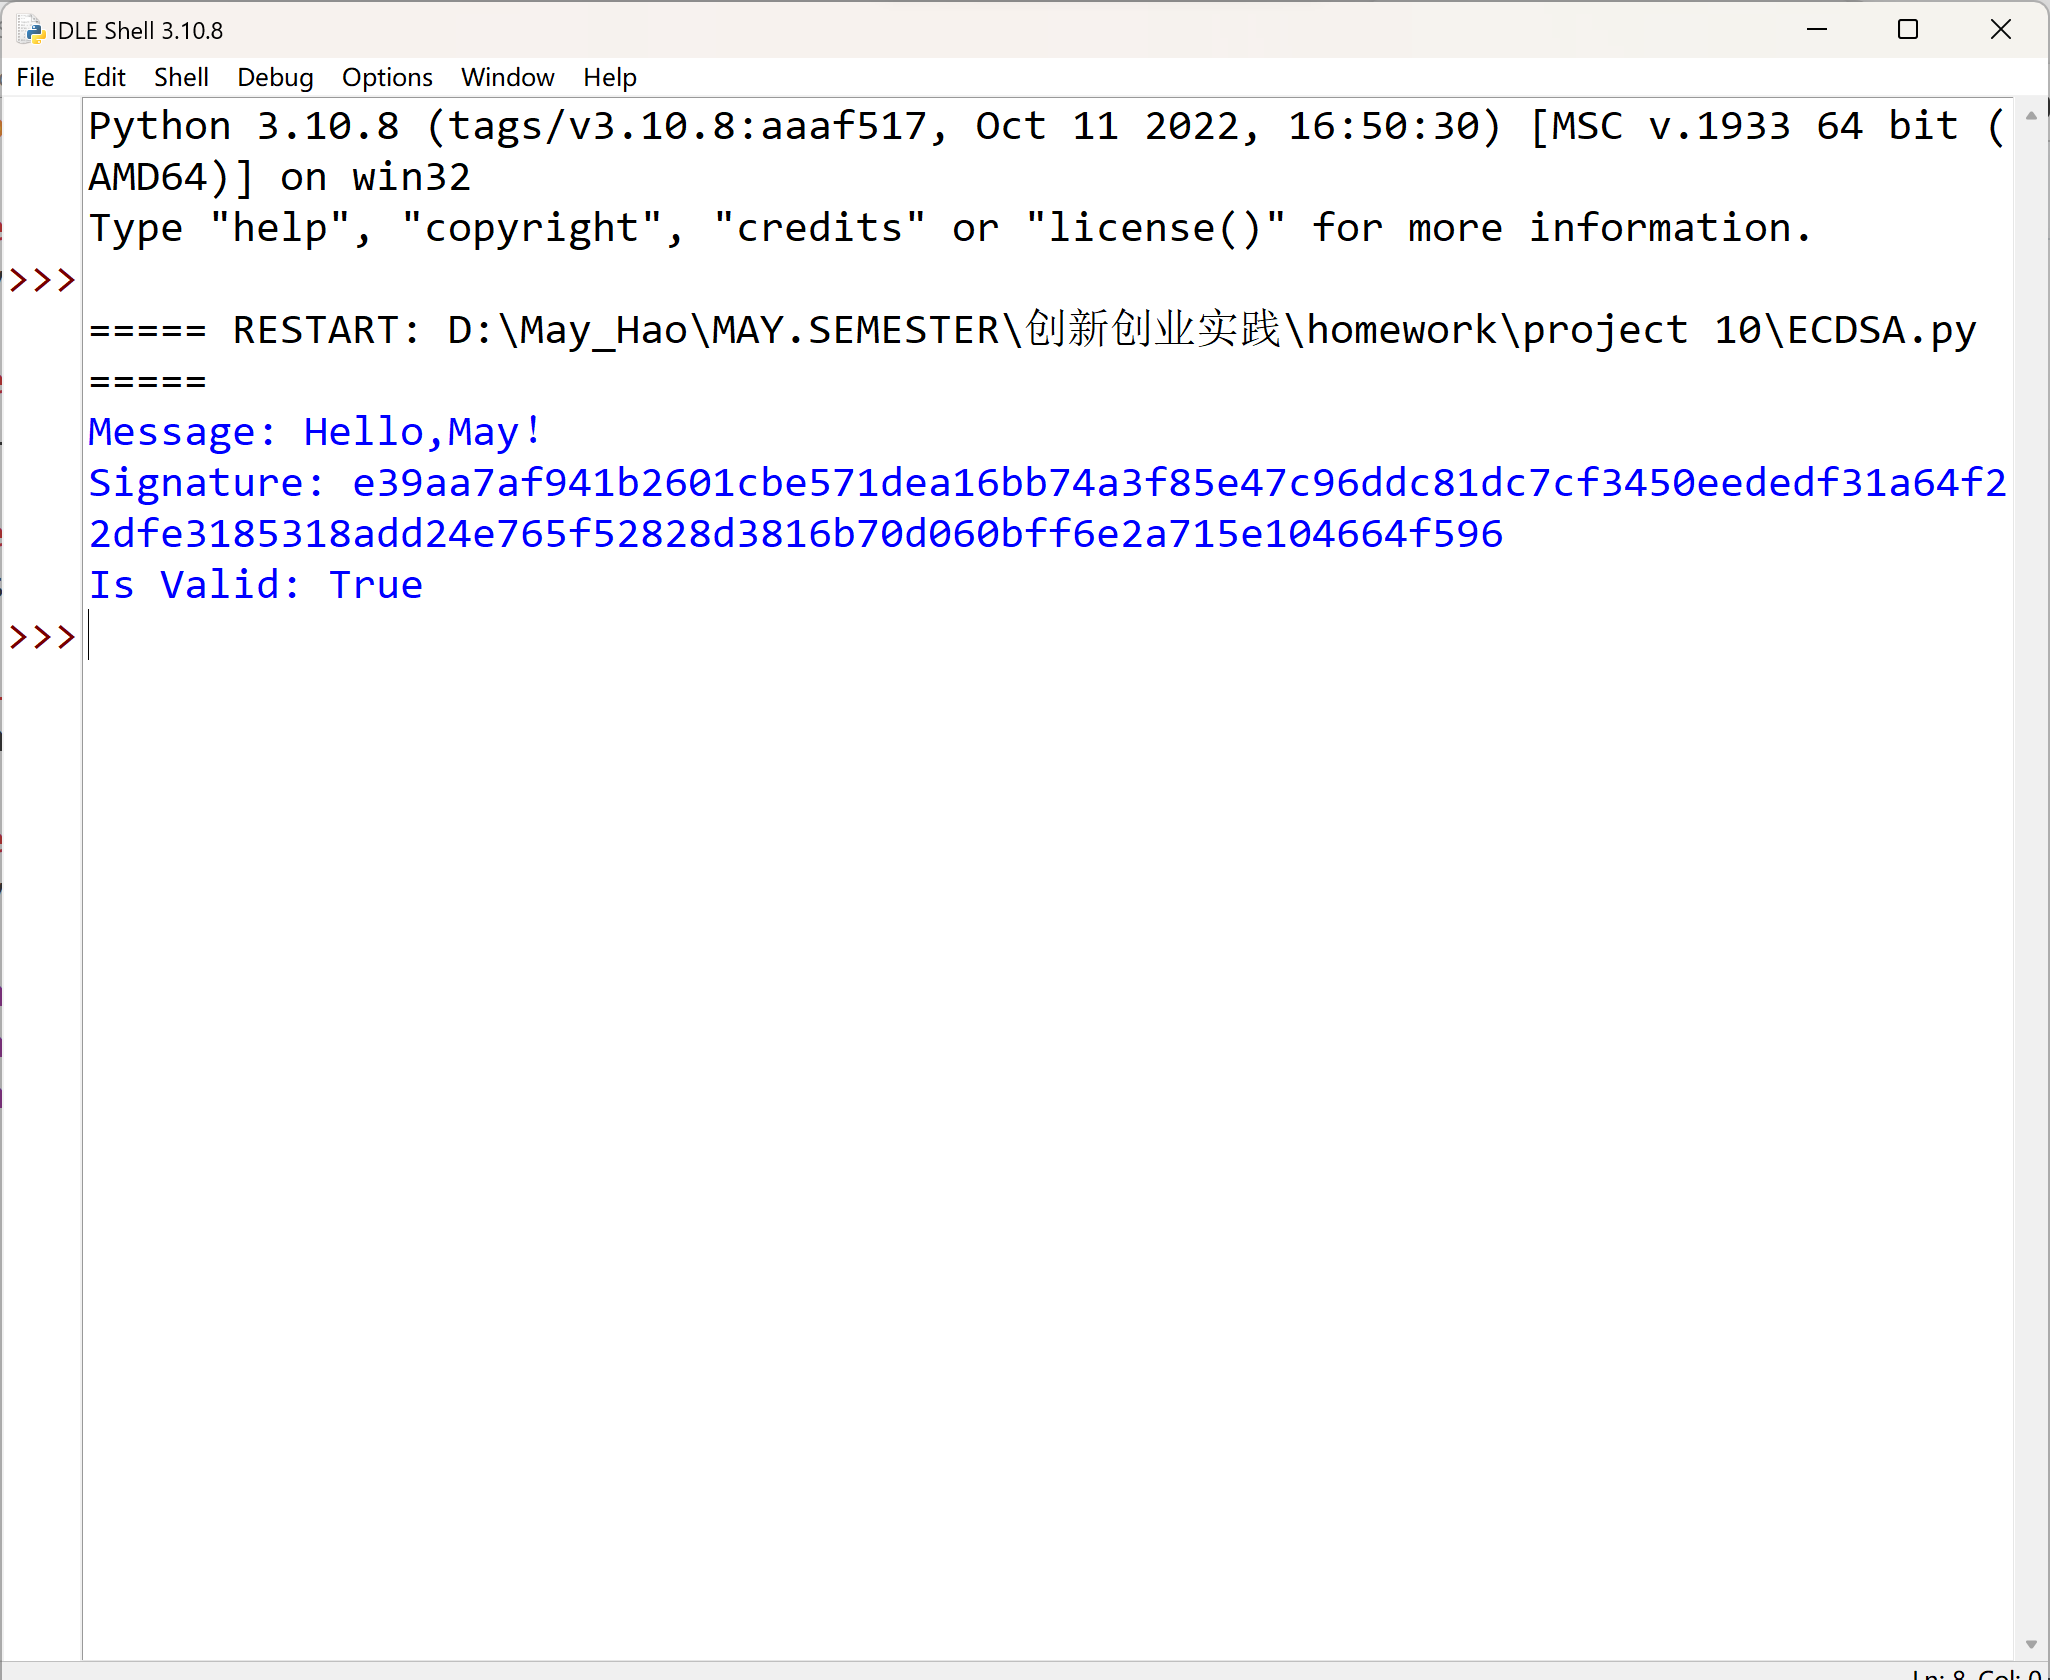 IDLE Shell 3.10.8
File Edit Shell Debug Options Window Help
Python 3.10.8 (tags/v3.10.8:aaaf517, Oct 11 2022, 16:50:30) [MSC v.1933 64 bit (
AMD64)] on win32
Type "help", "copyright", "credits" or "license()" for more information.
>>>
===== RESTART: D:\May_Hao\MAY.SEMESTER\创新创业实践\homework\project 10\ECDSA.py
=====
Message: Hello,May!
Signature: e39aa7af941b2601cbe571dea16bb74a3f85e47c96ddc81dc7cf3450eededf31a64f2
2dfe3185318add24e765f52828d3816b70d060bff6e2a715e104664f596
Is Valid: True
>>>
Ln: 8 Col: 0